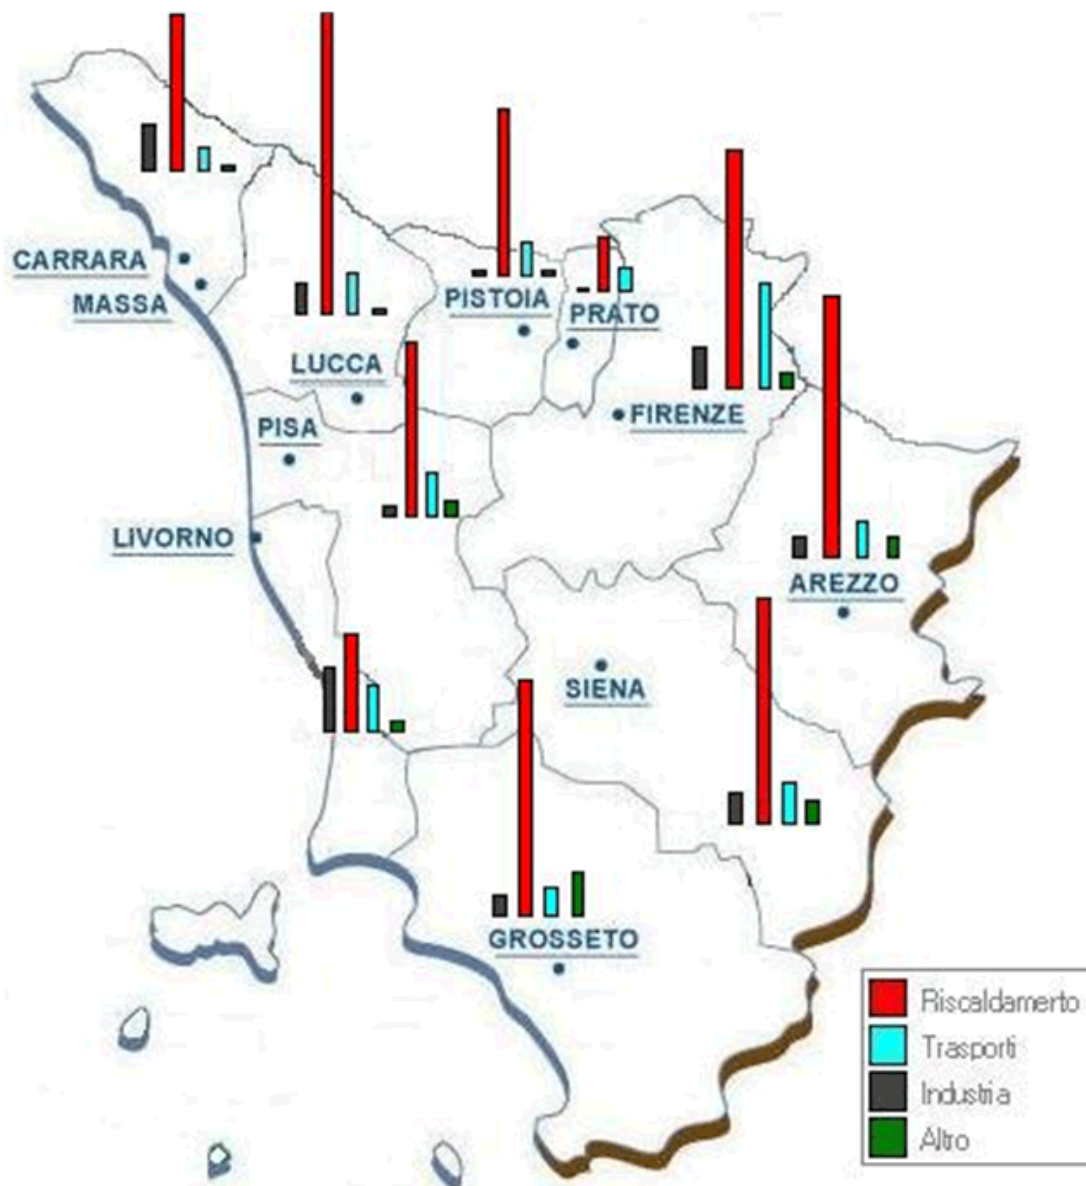 CARRARA
MASSA
PISTOIA
PRATO
LUCCA
FIRENZE
PISA
LIVORNO
AREZZO
SIENA
GROSSETO
Riscaldamerto
Trasporti
Industria
Altro